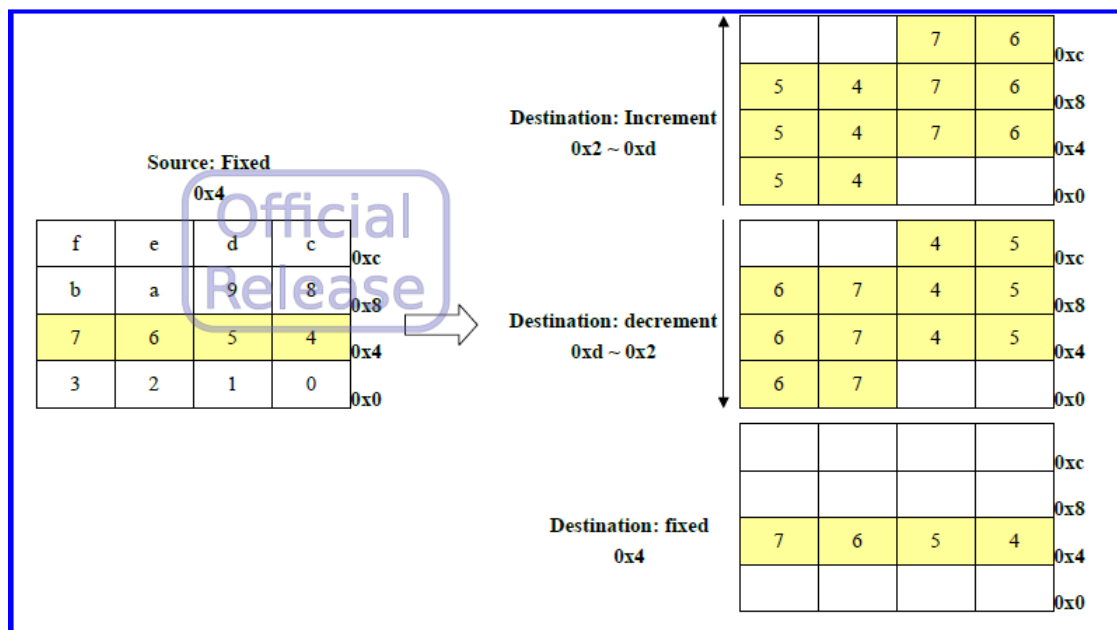 Source: Fixed
0x4
Official
Release
f e d c 0xc
b a 9 8 0x8
7 6 5 4 0x4
3 2 1 0 0x0
Destination: Increment
0x2 ~ 0xd
7 6 0xc
5 4 7 6 0x8
5 4 7 6 0x4
5 4 0x0
Destination: decrement
0xd ~ 0x2
4 5 0xc
6 7 4 5 0x8
6 7 4 5 0x4
6 7 0x0
Destination: fixed
0x4
0xc
0x8
7 6 5 4 0x4
0x0